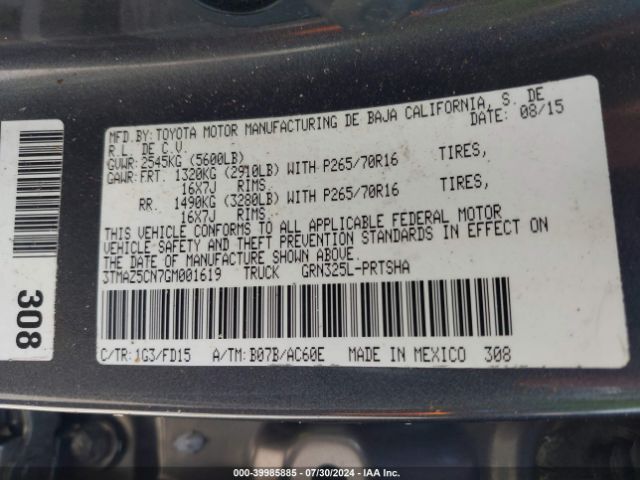 MFD.BY: TOYOTA MOTOR MANUFACTURING DE BAJA CALIFORNIA, S. DE
R.L. DE C.V. DATE: 08/15
GVWR: 2545KG (5600LB)
GAWR: FRT. 1320KG (2910LB) WITH P265/70R16 TIRES,
16X7J RIMS,
RR. 1490KG (3280LB) WITH P265/70R16 TIRES,
16X7J RIMS.
THIS VEHICLE CONFORMS TO ALL APPLICABLE FEDERAL MOTOR
VEHICLE SAFETY AND THEFT PREVENTION STANDARDS IN EFFECT ON
THE DATE OF MANUFACTURE SHOWN ABOVE.
3TMAZ5CN7GM001619 TRUCK GRN325L-PRTSHA
C/TR: 1G3/FD15 A/TM: B07B/AC60E MADE IN MEXICO 308
308
000-39985885 / 07/30/2024 / IAA Inc.